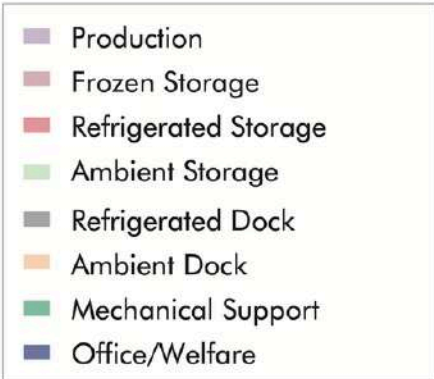 Production
Frozen Storage
Refrigerated Storage
Ambient Storage
Refrigerated Dock
Ambient Dock
Mechanical Support
Office/Welfare